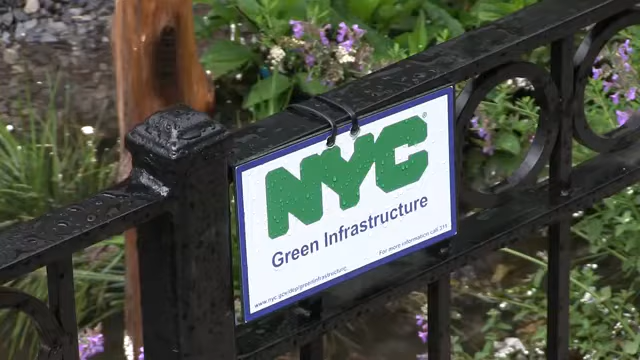 NYC®
Green Infrastructure
www.nyc.gov/dep/greeninfrastructure
For more information call 311